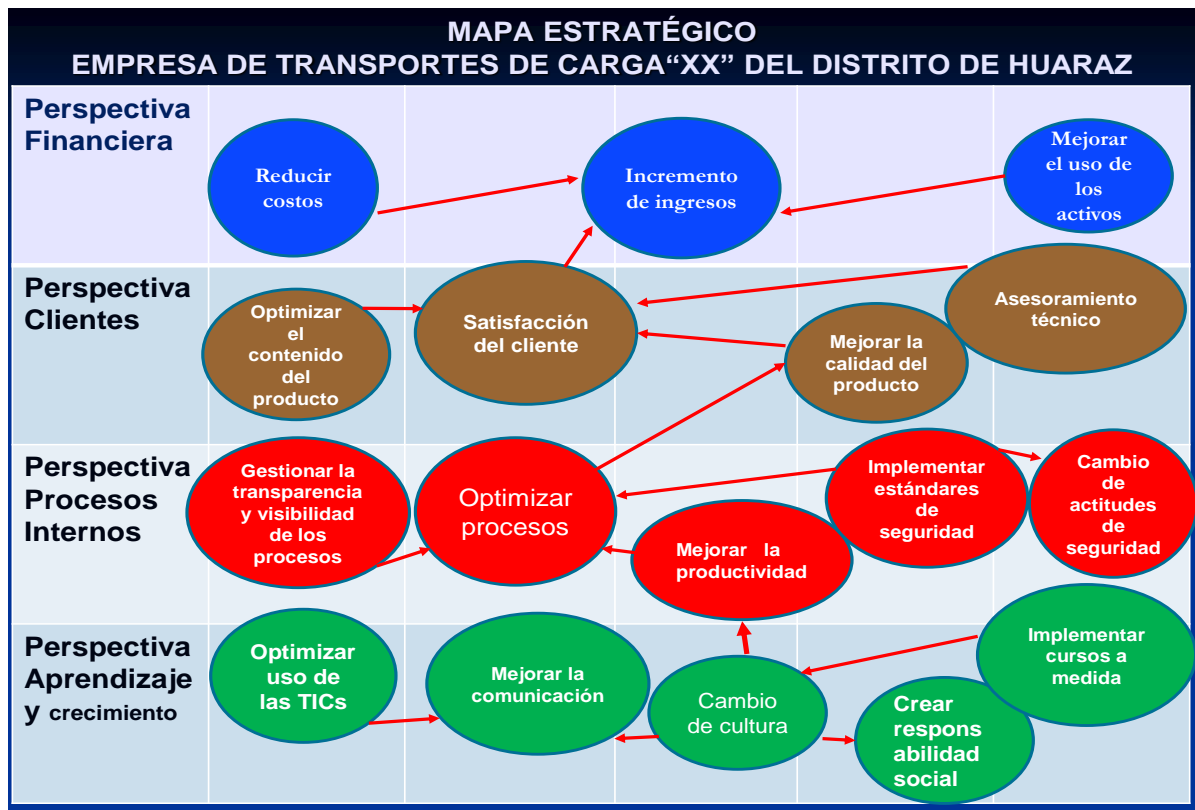 MAPA ESTRATÉGICO
EMPRESA DE TRANSPORTES DE CARGA“XX” DEL DISTRITO DE HUARAZ
Perspectiva
Financiera
Reducir
costos
Incremento
de ingresos
Mejorar
el uso de
los
activos
Perspectiva
Clientes
Optimizar
el
contenido
del
producto
Satisfacción
del cliente
Mejorar la
calidad del
producto
Asesoramiento
técnico
Perspectiva
Procesos
Internos
Gestionar la
transparencia
y visibilidad
de los
procesos
Optimizar
procesos
Mejorar la
productividad
Implementar
estándares
de
seguridad
Cambio
de
actitudes
de
seguridad
Perspectiva
Aprendizaje
y crecimiento
Optimizar
uso de
las TICs
Mejorar la
comunicación
Cambio
de cultura
Crear
respons
abilidad
social
Implementar
cursos a
medida